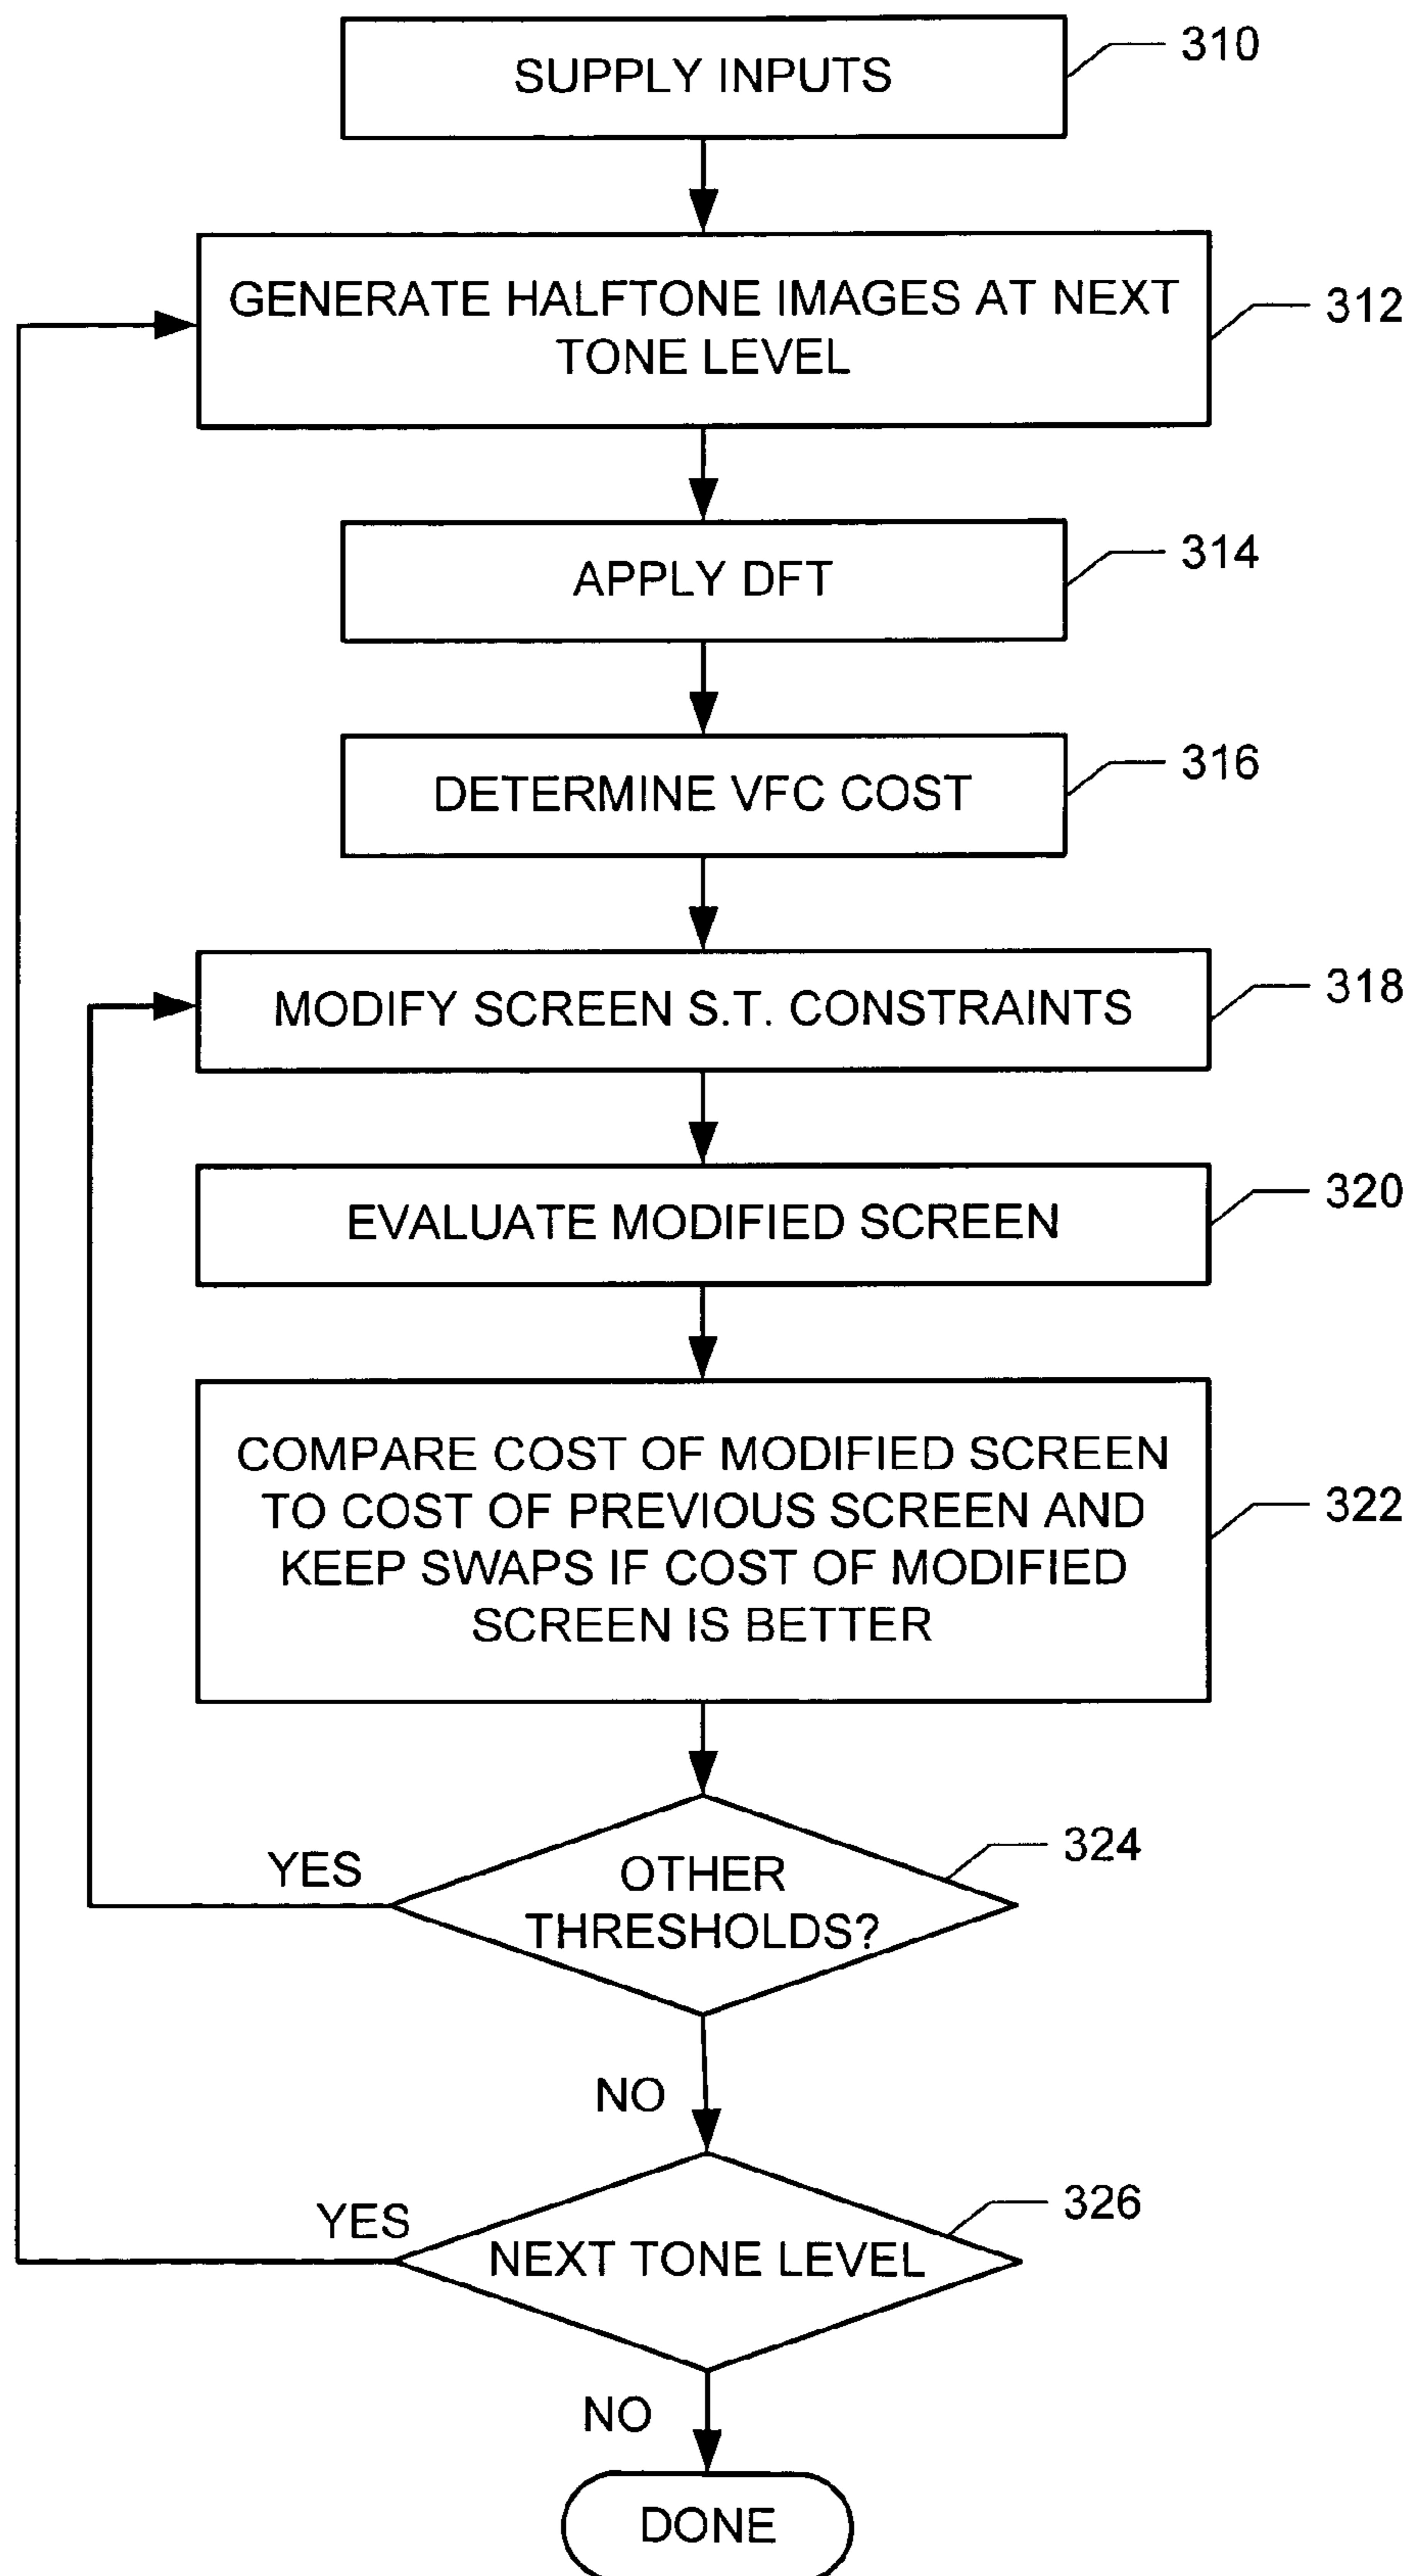 SUPPLY INPUTS
310
GENERATE HALFTONE IMAGES AT NEXT
TONE LEVEL
312
APPLY DFT
314
DETERMINE VFC COST
316
MODIFY SCREEN S.T. CONSTRAINTS
318
EVALUATE MODIFIED SCREEN
320
COMPARE COST OF MODIFIED SCREEN
TO COST OF PREVIOUS SCREEN AND
KEEP SWAPS IF COST OF MODIFIED
SCREEN IS BETTER
322
YES
OTHER
THRESHOLDS?
324
NO
YES
NEXT TONE LEVEL
326
NO
DONE